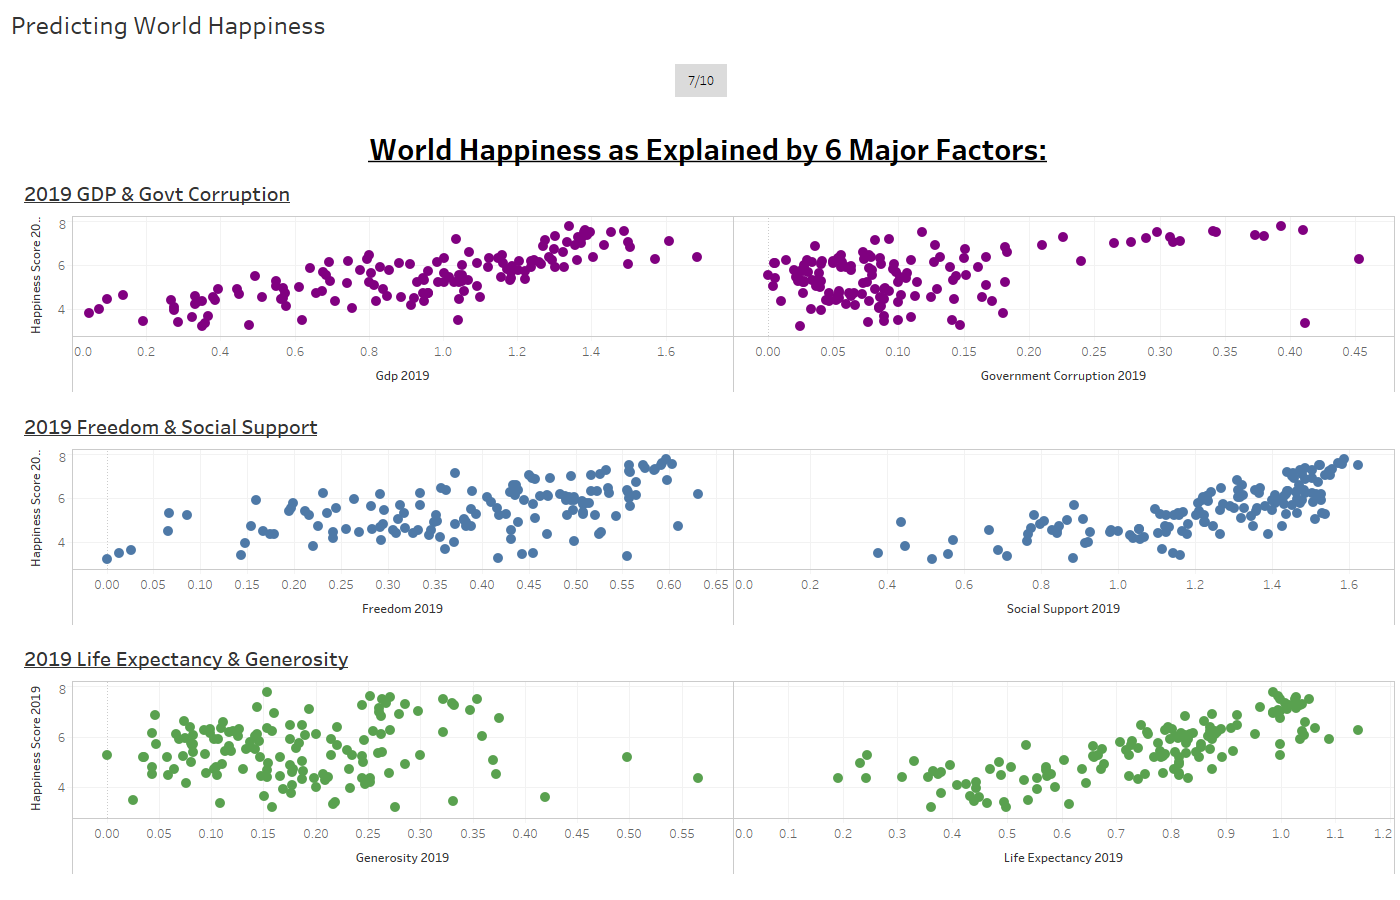 Predicting World Happiness
7/10
World Happiness as Explained by 6 Major Factors:
2019 GDP & Govt Corruption
Happiness Score 20..
8
6
4
0.0 0.2 0.4 0.6 0.8 1.0 1.2 1.4 1.6
0.00 0.05 0.10 0.15 0.20 0.25 0.30 0.35 0.40 0.45
Gdp 2019
Government Corruption 2019
2019 Freedom & Social Support
Happiness Score 20..
8
6
4
0.00 0.05 0.10 0.15 0.20 0.25 0.30 0.35 0.40 0.45 0.50 0.55 0.60 0.65
0.0 0.2 0.4 0.6 0.8 1.0 1.2 1.4 1.6
Freedom 2019
Social Support 2019
2019 Life Expectancy & Generosity
Happiness Score 2019
8
6
4
0.00 0.05 0.10 0.15 0.20 0.25 0.30 0.35 0.40 0.45 0.50 0.55
0.0 0.1 0.2 0.3 0.4 0.5 0.6 0.7 0.8 0.9 1.0 1.1 1.2
Generosity 2019
Life Expectancy 2019